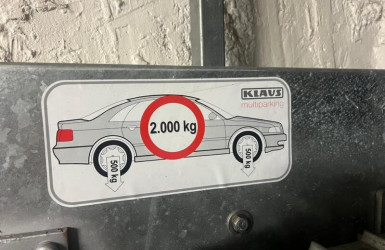 KLAUS
multiparking
2.000 kg
500 kg
500 kg